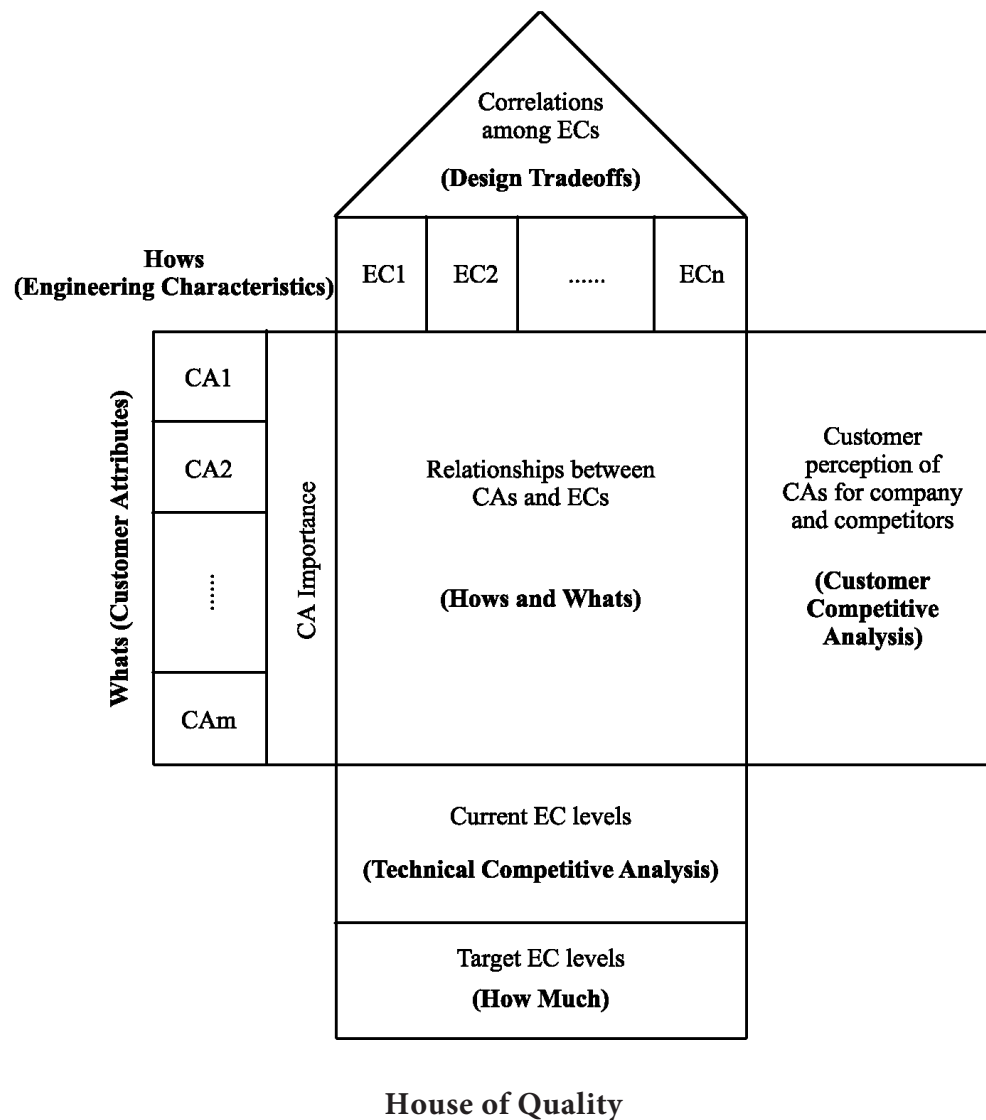 Correlations
among ECs
(Design Tradeoffs)
Hows
(Engineering Characteristics)
EC1
EC2
......
ECn
Whats (Customer Attributes)
CA1
CA2
......
CAm
CA Importance
Relationships between
CAs and ECs
(Hows and Whats)
Customer
perception of
CAs for company
and competitors
(Customer
Competitive
Analysis)
Current EC levels
(Technical Competitive Analysis)
Target EC levels
(How Much)
House of Quality